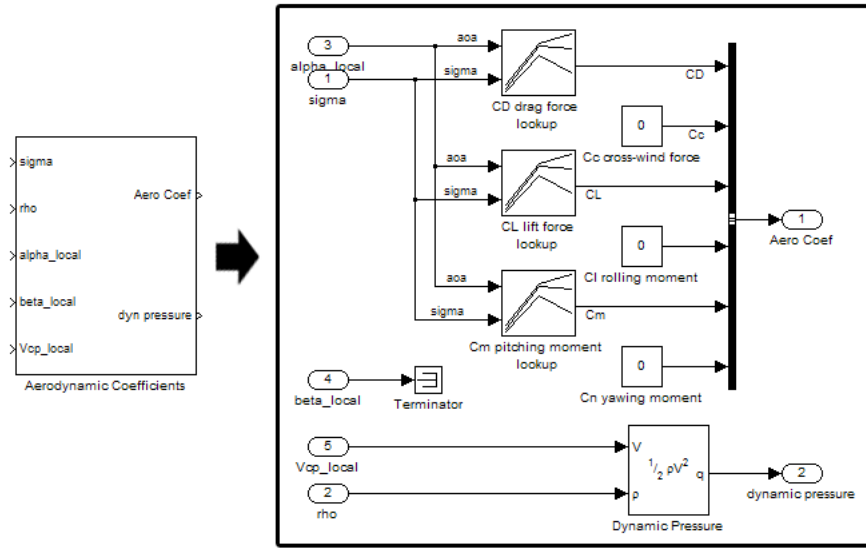 sigma
rho
alpha_local
beta_local
Vcp_local
Aero Coef
dyn pressure
Aerodynamic Coefficients
3
alpha_local
1
sigma
aoa
sigma
CD drag force
lookup
CD
0
Cc
Cc cross-wind force
aoa
sigma
CL lift force
lookup
CL
0
Cl rolling moment
aoa
sigma
Cm pitching moment
lookup
Cm
0
Cn yawing moment
1
Aero Coef
4
beta_local
Terminator
5
Vcp_local
2
rho
V
ρ
1/2 ρV²
q
Dynamic Pressure
2
dynamic pressure